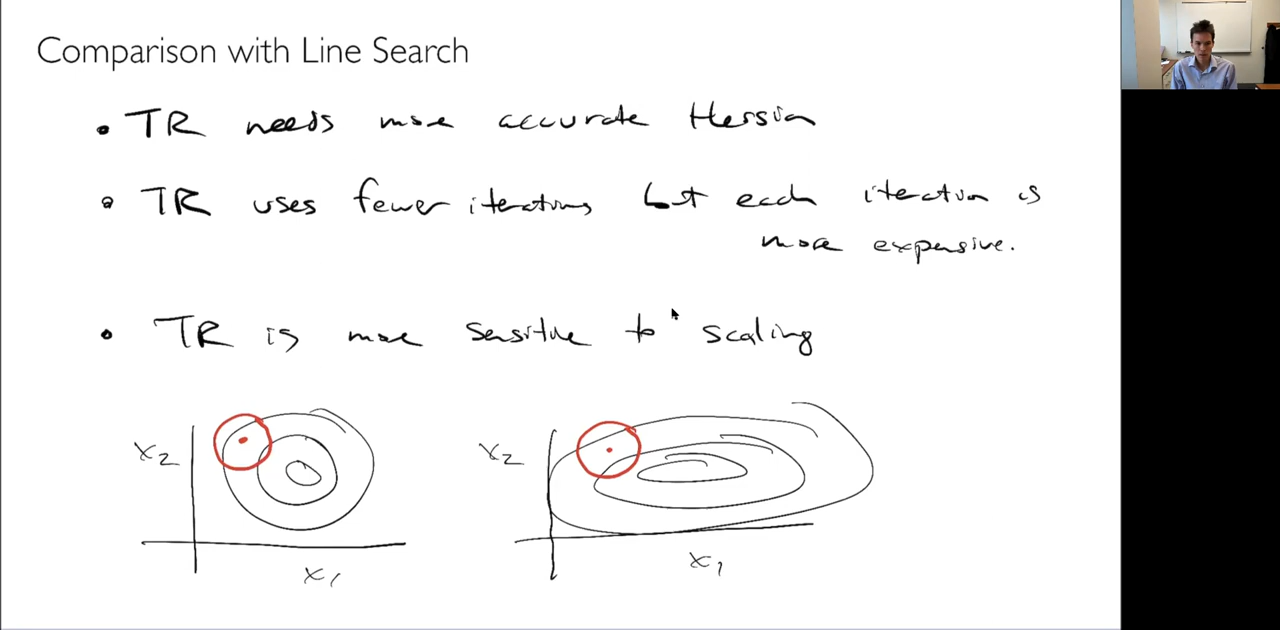 Comparison with Line Search
• TR needs more accurate Hessian
• TR uses fewer iterations but each iteration is
more expensive.
• TR is more sensitive to scaling
x2
x1
x2
x1